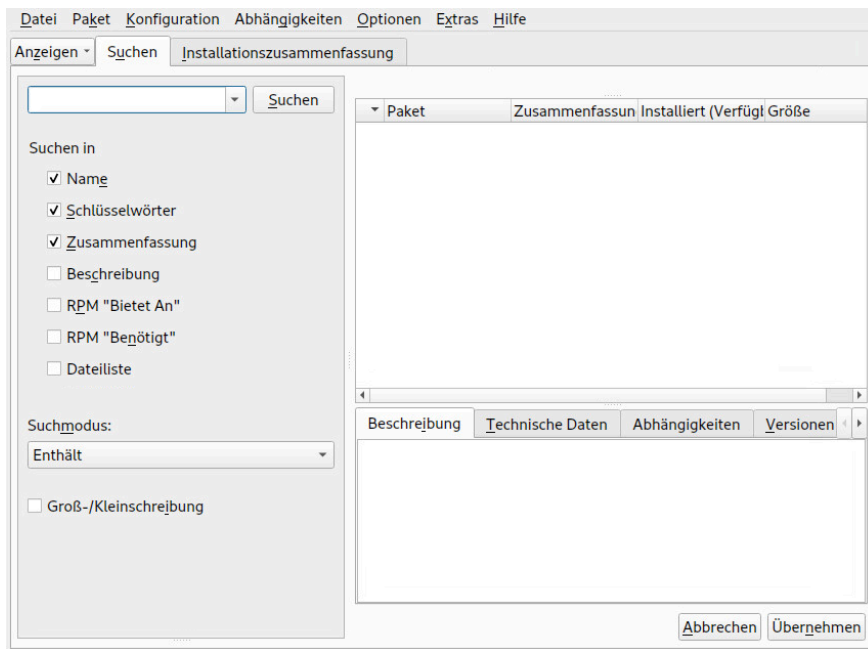 Datei Paket Konfiguration Abhängigkeiten Optionen Extras Hilfe
Anzeigen Suchen Installationszusammenfassung
Suchen
Paket Zusammenfassun Installiert (Verfügl Größe
Suchen in
Name
Schlüsselwörter
Zusammenfassung
Beschreibung
RPM "Bietet An"
RPM "Benötigt"
Dateiliste
Suchmodus:
Enthält
Groß-/Kleinschreibung
Beschreibung Technische Daten Abhängigkeiten Versionen
Abbrechen Übernehmen